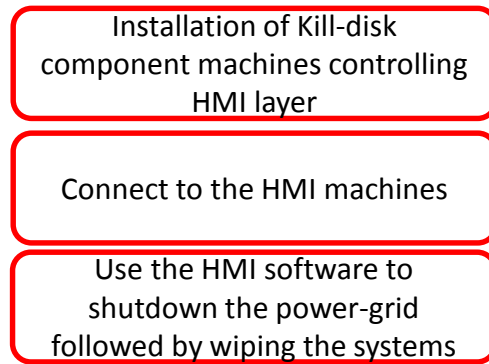 Installation of Kill-disk
component machines controlling
HMI layer
Connect to the HMI machines
Use the HMI software to
shutdown the power-grid
followed by wiping the systems